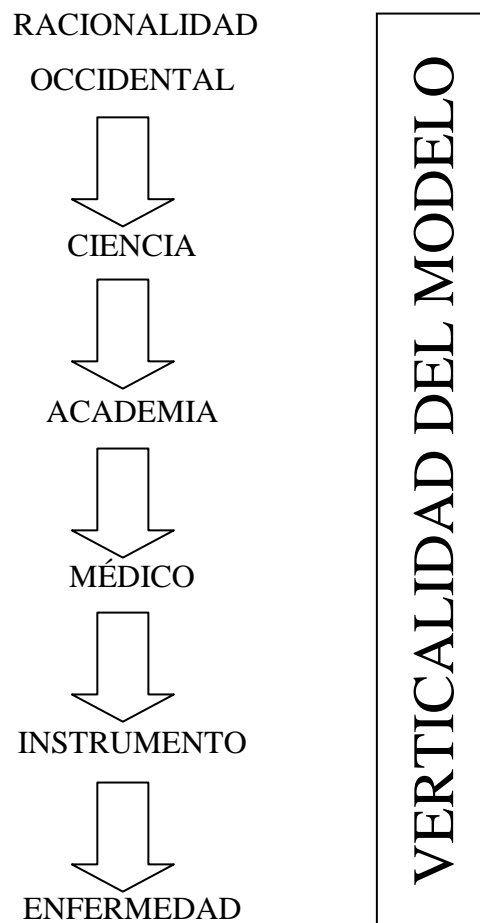 RACIONALIDAD
OCCIDENTAL
CIENCIA
ACADEMIA
MÉDICO
INSTRUMENTO
ENFERMEDAD
VERTICALIDAD DEL MODELO